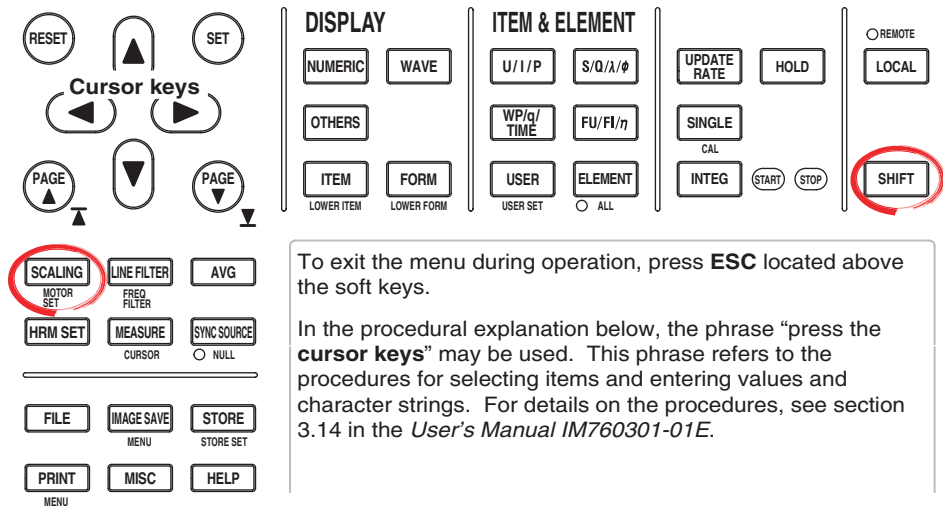 RESET
SET
Cursor keys
PAGE
PAGE
DISPLAY
NUMERIC
WAVE
OTHERS
ITEM
FORM
LOWER ITEM
LOWER FORM
ITEM & ELEMENT
U/I/P
S/Q/λ/ϕ
WP/q/
TIME
FU/FI/η
USER
ELEMENT
USER SET
ALL
UPDATE
RATE
HOLD
SINGLE
CAL
INTEG
START
STOP
REMOTE
LOCAL
SHIFT
SCALING
LINE FILTER
AVG
MOTOR
SET
FREQ
FILTER
HRM SET
MEASURE
SYNC SOURCE
CURSOR
NULL
FILE
IMAGE SAVE
STORE
MENU
STORE SET
PRINT
MISC
HELP
MENU
To exit the menu during operation, press ESC located above
the soft keys.
In the procedural explanation below, the phrase “press the
cursor keys” may be used. This phrase refers to the
procedures for selecting items and entering values and
character strings. For details on the procedures, see section
3.14 in the User’s Manual IM760301-01E.